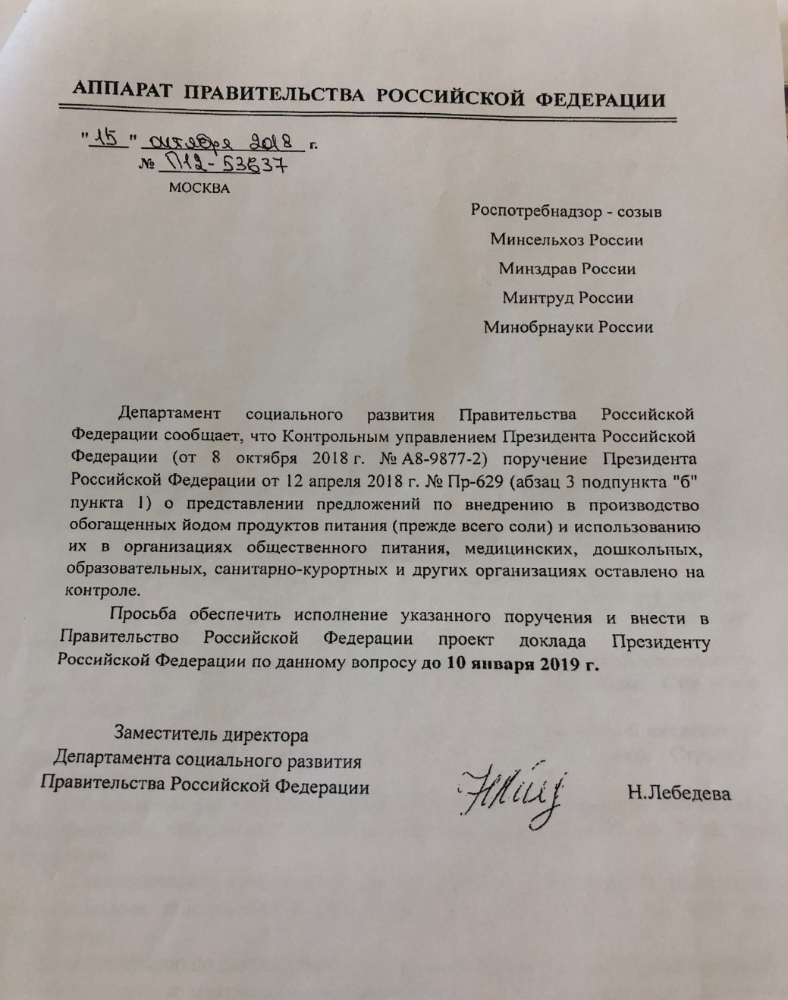 АППАРАТ ПРАВИТЕЛЬСТВА РОССИЙСКОЙ ФЕДЕРАЦИИ
"15" октября 2018 г.
№ П12-53637
МОСКВА
Роспотребнадзор - созыв
Минсельхоз России
Минздрав России
Минтруд России
Минобрнауки России
Департамент социального развития Правительства Российской
Федерации сообщает, что Контрольным управлением Президента Российской
Федерации (от 8 октября 2018 г. № А8-9877-2) поручение Президента
Российской Федерации от 12 апреля 2018 г. № Пр-629 (абзац 3 подпункта "б"
пункта 1) о представлении предложений по внедрению в производство
обогащенных йодом продуктов питания (прежде всего соли) и использованию
их в организациях общественного питания, медицинских, дошкольных,
образовательных, санитарно-курортных и других организациях оставлено на
контроле.
Просьба обеспечить исполнение указанного поручения и внести в
Правительство Российской Федерации проект доклада Президенту
Российской Федерации по данному вопросу до 10 января 2019 г.
Заместитель директора
Департамента социального развития
Правительства Российской Федерации
Н.Лебедева